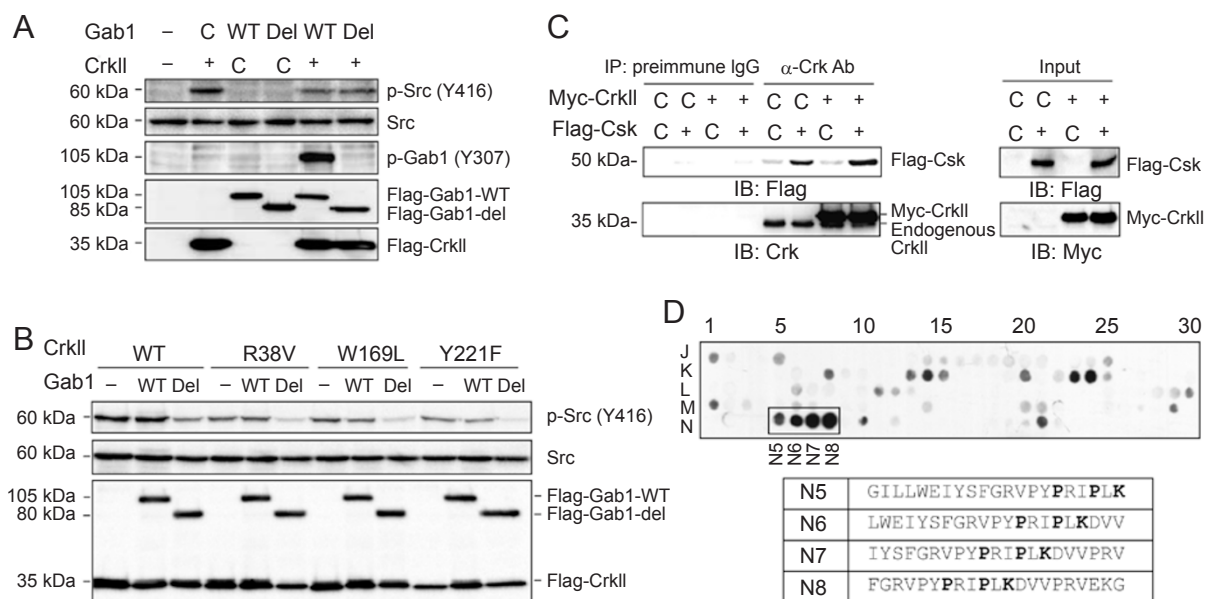 A
Gab1 – C WT Del WT Del
CrkII – + C C + +
60 kDa p-Src (Y416)
60 kDa Src
105 kDa p-Gab1 (Y307)
105 kDa Flag-Gab1-WT
85 kDa Flag-Gab1-del
35 kDa Flag-CrkII
B
CrkII WT R38V W169L Y221F
Gab1 – WT Del – WT Del – WT Del – WT Del
60 kDa p-Src (Y416)
60 kDa Src
105 kDa Flag-Gab1-WT
80 kDa Flag-Gab1-del
35 kDa Flag-CrkII
C
IP: preimmune IgG α-Crk Ab Input
Myc-CrkII C C + + C C + + C C + +
Flag-Csk C + C + C + C + C + C +
50 kDa- Flag-Csk Flag-Csk
IB: Flag IB: Flag
35 kDa- Myc-CrkII Myc-CrkII
Endogenous
CrkII
IB: Crk IB: Myc
D
1 5 10 15 20 25 30
J
K
L
M
N
N5 N6 N7 N8
N5 GILLWEIYSFGRVPYPRIPLK
N6 LWEIYSFGRVPYPRIPLKDVV
N7 IYSFGRVPYPRIPLKDVVPRV
N8 FGRVPYPRIPLKDVVPRVEKG